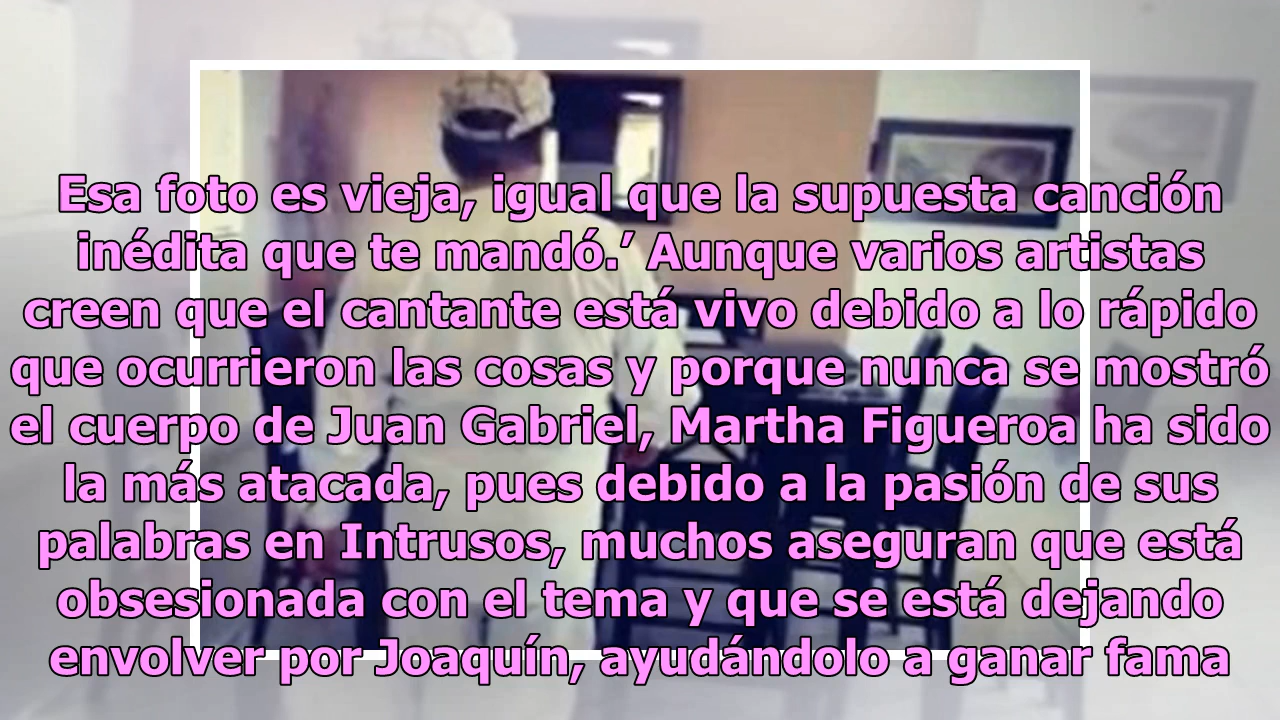 Esa foto es vieja, igual que la supuesta canción
inédita que te mandó.’ Aunque varios artistas
creen que el cantante está vivo debido a lo rápido
que ocurrieron las cosas y porque nunca se mostró
el cuerpo de Juan Gabriel, Martha Figueroa ha sido
la más atacada, pues debido a la pasión de sus
palabras en Intrusos, muchos aseguran que está
obsesionada con el tema y que se está dejando
envolver por Joaquín, ayudándolo a ganar fama